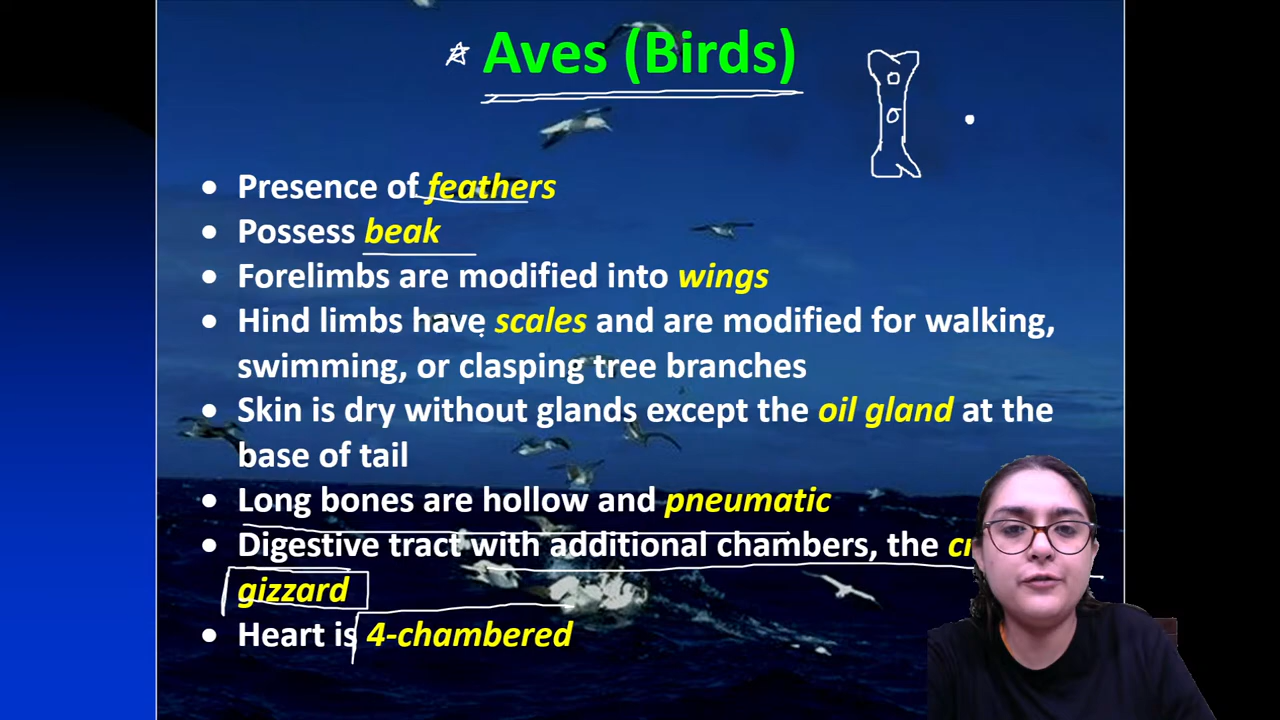 Aves (Birds)
• Presence of feathers
• Possess beak
• Forelimbs are modified into wings
• Hind limbs have scales and are modified for walking,
swimming, or clasping tree branches
• Skin is dry without glands except the oil gland at the
base of tail
• Long bones are hollow and pneumatic
• Digestive tract with additional chambers, the
gizzard
• Heart is 4-chambered